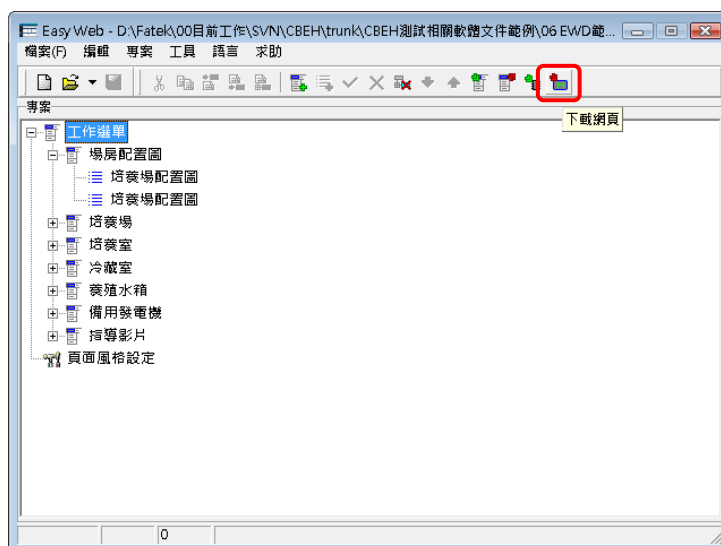 Easy Web - D:\Fatek\00目前工作\SVN\CBEH\trunk\CBEH測試相關軟體文件範例\06 EWD範...
檔案(F) 編輯 專案 工具 語言 求助
專案
下載網頁
工作選單
場房配置圖
培養場配置圖
培養場配置圖
培養場
培養室
冷藏室
養殖水箱
備用發電機
指導影片
頁面風格設定
0